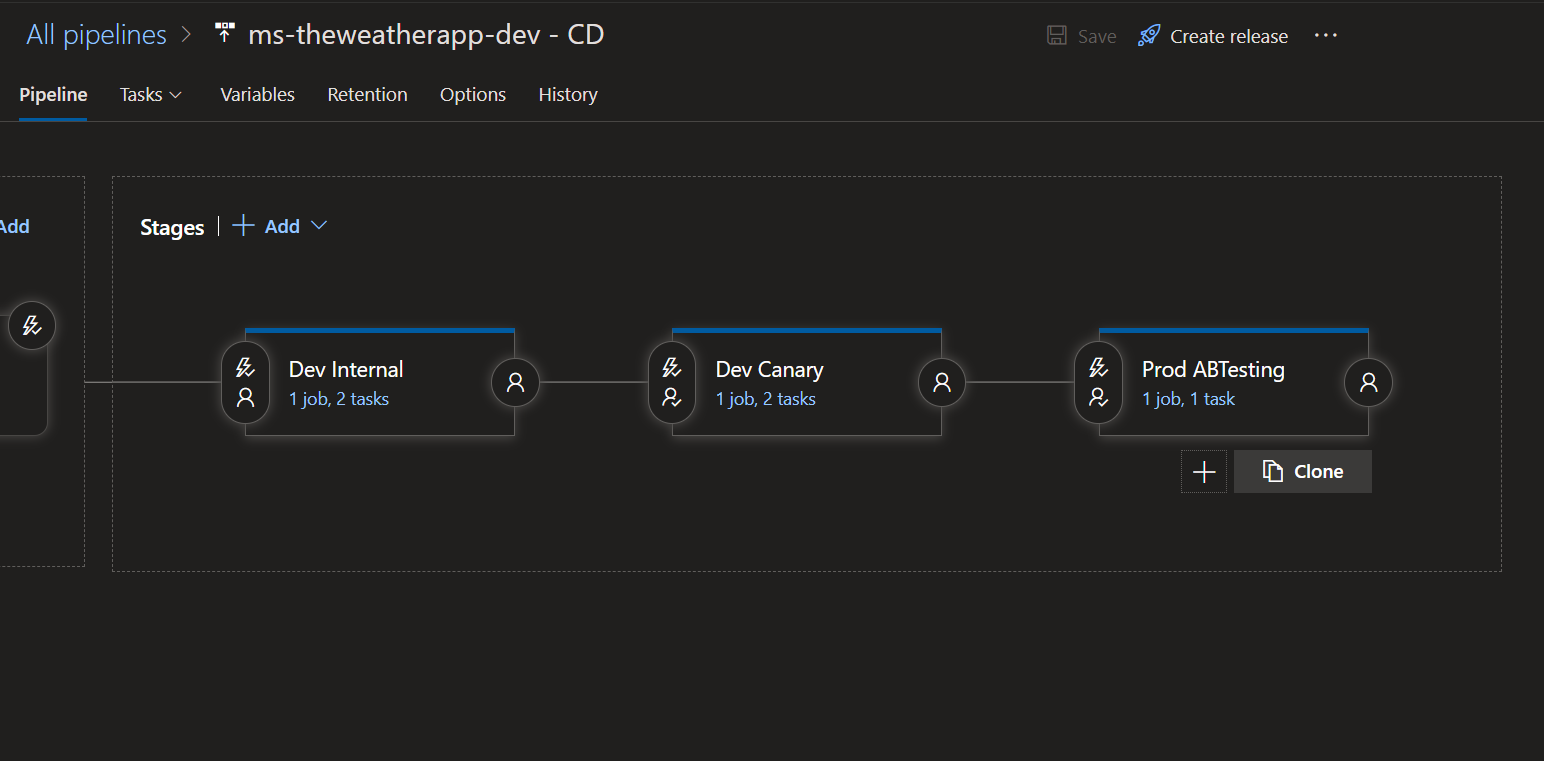 All pipelines > ms-theweatherapp-dev - CD
Save
Create release
Pipeline Tasks Variables Retention Options History
Add
Stages | + Add
Dev Internal
1 job, 2 tasks
Dev Canary
1 job, 2 tasks
Prod ABTesting
1 job, 1 task
Clone